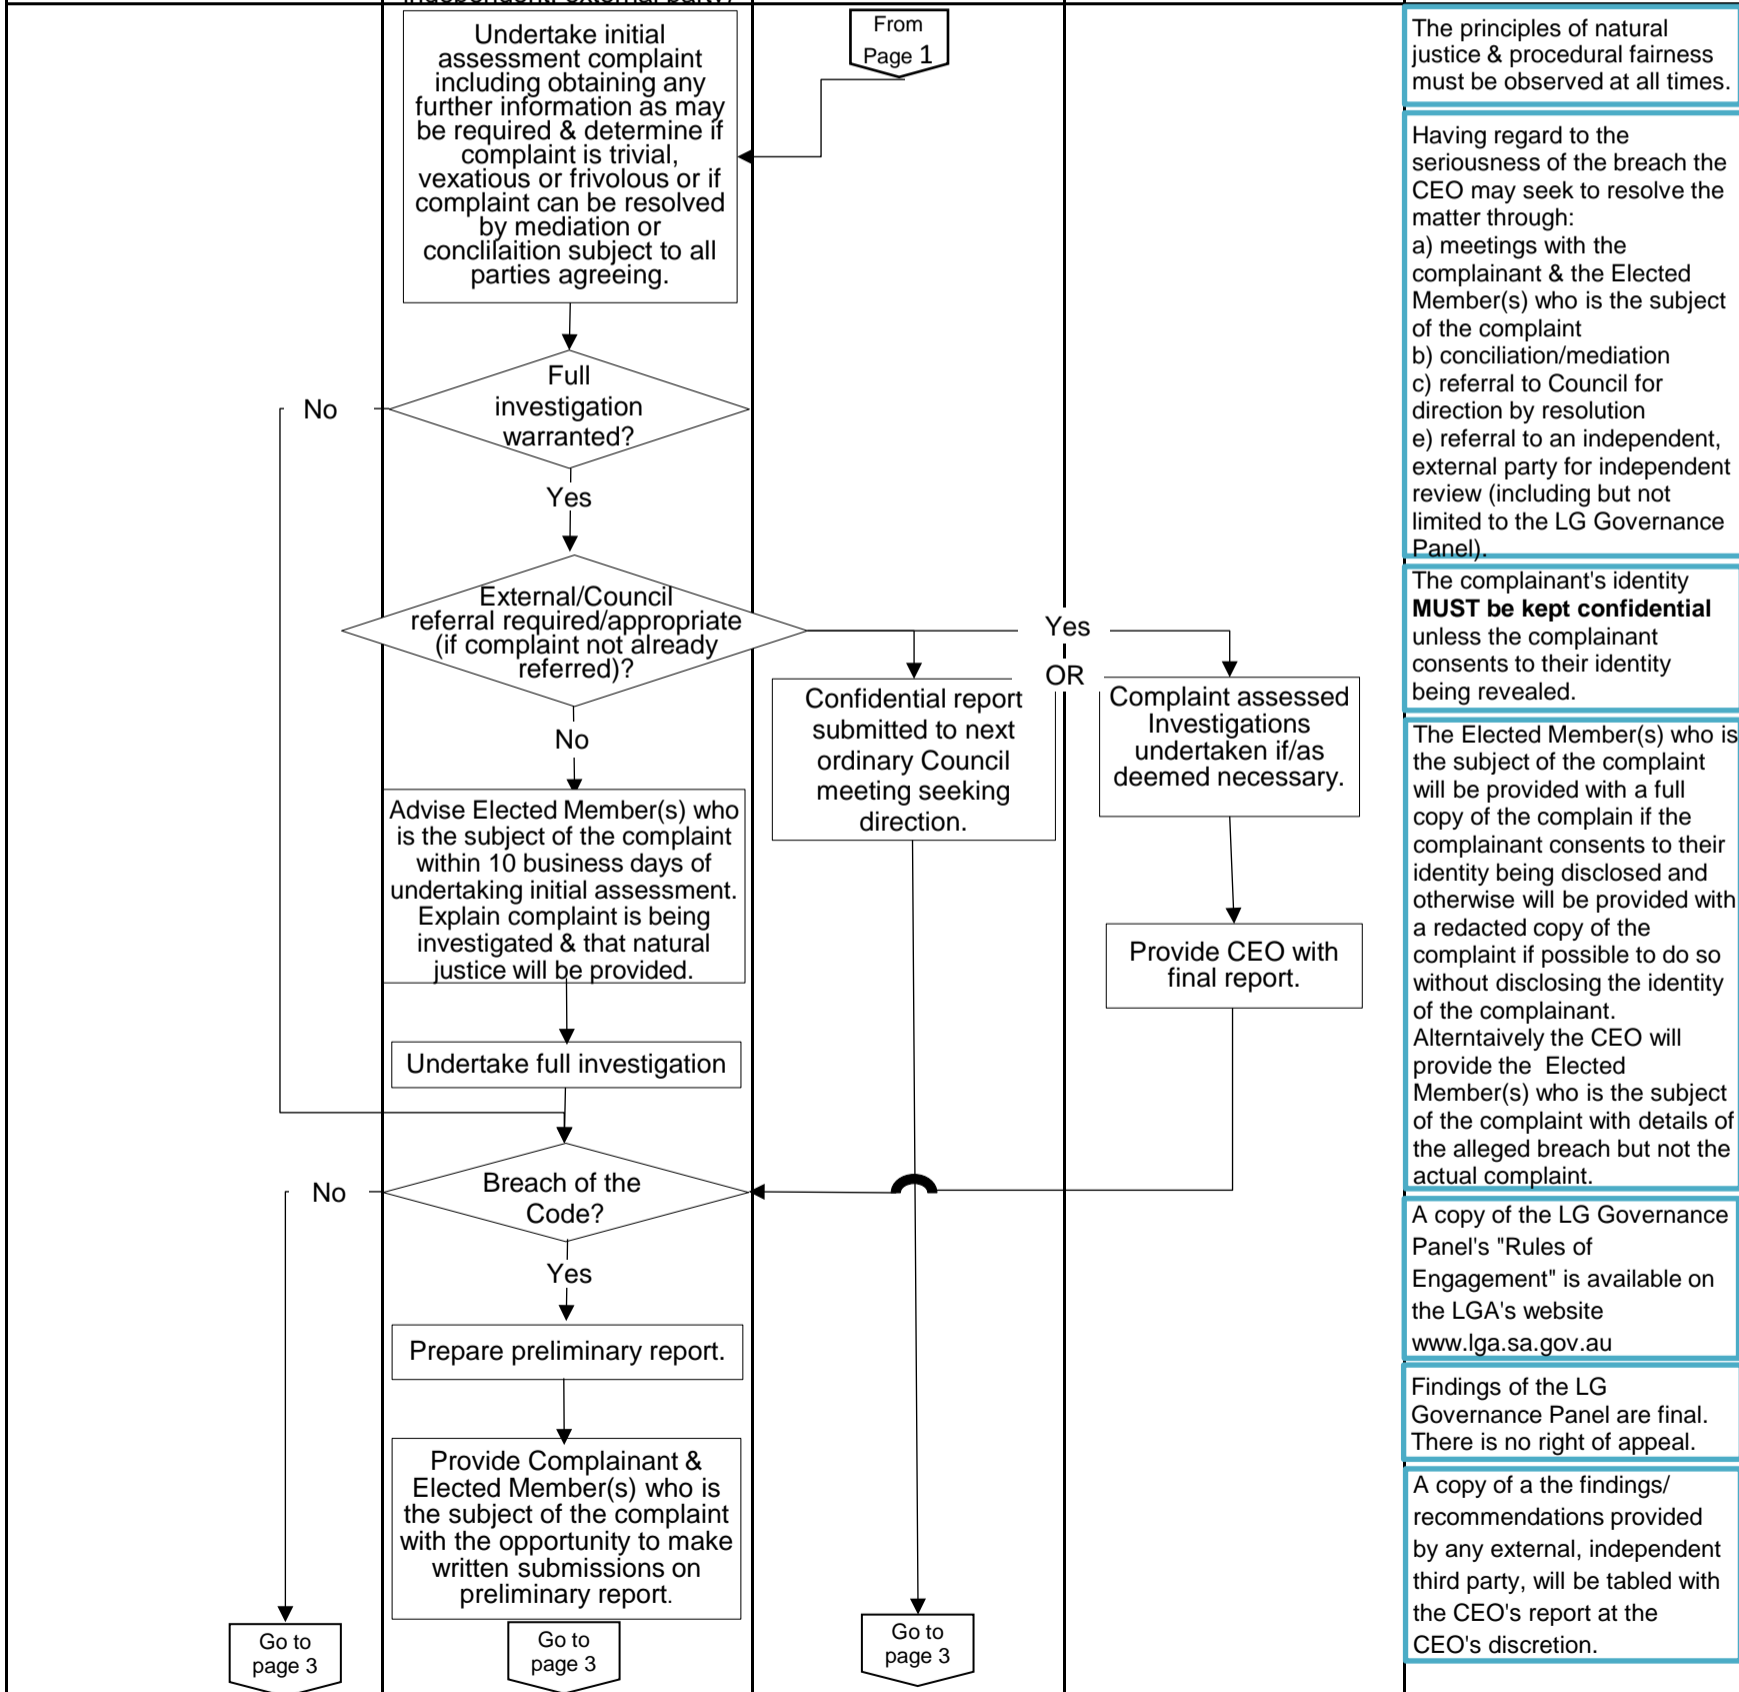 independent. external party)
Undertake initial
assessment complaint
including obtaining any
further information as may
be required & determine if
complaint is trivial,
vexatious or frivolous or if
complaint can be resolved
by mediation or
conclilaition subject to all
parties agreeing.
From
Page 1
Full
investigation
warranted?
No
Yes
External/Council
referral required/appropriate
(if complaint not already
referred)?
Yes
OR
No
Confidential report
submitted to next
ordinary Council
meeting seeking
direction.
Complaint assessed
Investigations
undertaken if/as
deemed necessary.
Advise Elected Member(s) who
is the subject of the complaint
within 10 business days of
undertaking initial assessment.
Explain complaint is being
investigated & that natural
justice will be provided.
Provide CEO with
final report.
Undertake full investigation
Breach of the
Code?
No
Yes
Prepare preliminary report.
Provide Complainant &
Elected Member(s) who is
the subject of the complaint
with the opportunity to make
written submissions on
preliminary report.
Go to
page 3
Go to
page 3
Go to
page 3
The principles of natural
justice & procedural fairness
must be observed at all times.
Having regard to the
seriousness of the breach the
CEO may seek to resolve the
matter through:
a) meetings with the
complainant & the Elected
Member(s) who is the subject
of the complaint
b) conciliation/mediation
c) referral to Council for
direction by resolution
e) referral to an independent,
external party for independent
review (including but not
limited to the LG Governance
Panel).
The complainant's identity
MUST be kept confidential
unless the complainant
consents to their identity
being revealed.
The Elected Member(s) who is
the subject of the complaint
will be provided with a full
copy of the complain if the
complainant consents to their
identity being disclosed and
otherwise will be provided with
a redacted copy of the
complaint if possible to do so
without disclosing the identity
of the complainant.
Alterntaively the CEO will
provide the Elected
Member(s) who is the subject
of the complaint with details of
the alleged breach but not the
actual complaint.
A copy of the LG Governance
Panel's "Rules of
Engagement" is available on
the LGA's website
www.lga.sa.gov.au
Findings of the LG
Governance Panel are final.
There is no right of appeal.
A copy of a the findings/
recommendations provided
by any external, independent
third party, will be tabled with
the CEO's report at the
CEO's discretion.